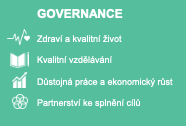 GOVERNANCE
Zdraví a kvalitní život
Kvalitní vzdělávání
Důstojná práce a ekonomický růst
Partnerství ke splnění cílů